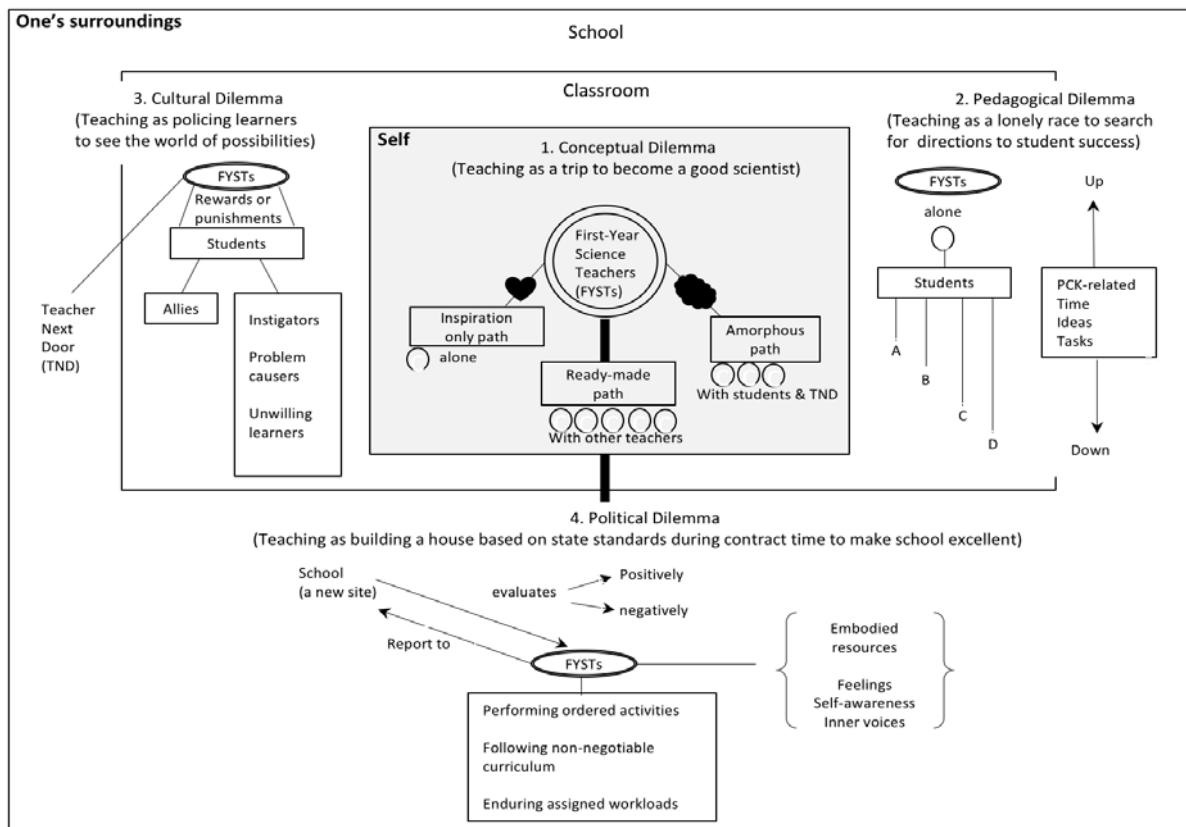 One's surroundings
School
Classroom
3. Cultural Dilemma
(Teaching as policing learners
to see the world of possibilities)
FYSTs
Rewards or
punishments
Students
Allies
Instigators
Problem
causers
Unwilling
learners
Teacher
Next
Door
(TND)
Self
1. Conceptual Dilemma
(Teaching as a trip to become a good scientist)
First-Year
Science
Teachers
(FYSTs)
Inspiration
only path
alone
Ready-made
path
With other teachers
Amorphous
path
With students & TND
2. Pedagogical Dilemma
(Teaching as a lonely race to search
for directions to student success)
FYSTs
alone
Students
A
B
C
D
Up
PCK-related
Time
Ideas
Tasks
Down
4. Political Dilemma
(Teaching as building a house based on state standards during contract time to make school excellent)
School
(a new site)
Report to
evaluates
Positively
negatively
FYSTs
Performing ordered activities
Following non-negotiable
curriculum
Enduring assigned workloads
Embodied
resources
Feelings
Self-awareness
Inner voices